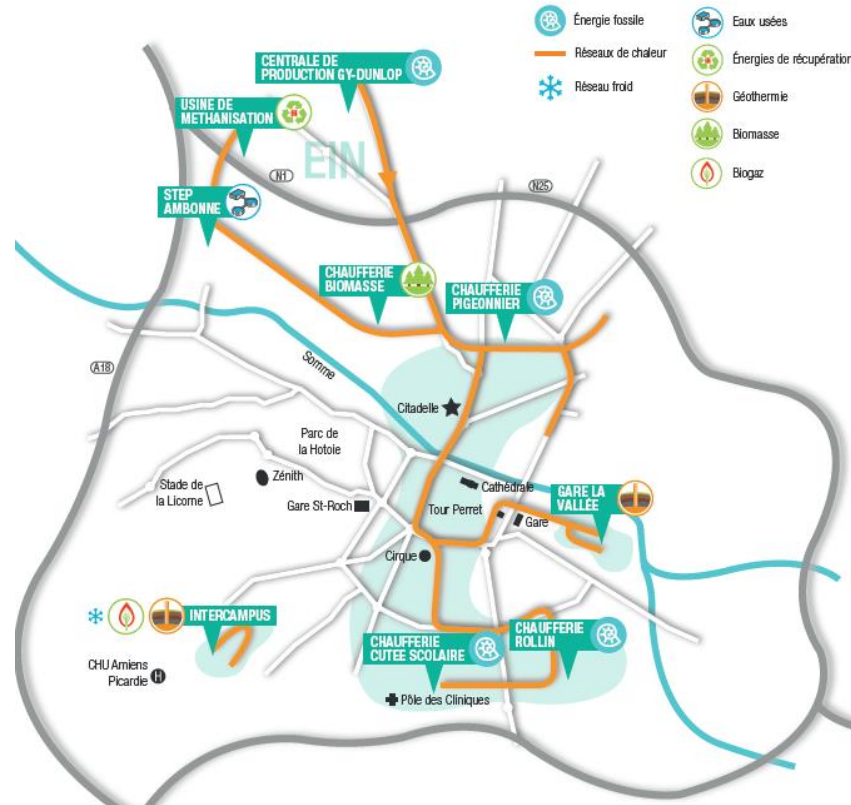 Énergie fossile
Réseaux de chaleur
Réseau froid
Eaux usées
Énergies de récupération
Géothermie
Biomasse
Biogaz
CENTRALE DE
PRODUCTION GY-DUNLOP
USINE DE
METHANISATION
EIN
N1
N25
STEP
AMBONNE
CHAUFFERIE
BIOMASSE
CHAUFFERIE
PIGEONNIER
A18
Somme
Citadelle
Parc de
la Hotoie
Zénith
Stade de
la Licorne
Gare St-Roch
Cathédrale
Tour Perret
Gare
GARE LA
VALLÉE
Cirque
INTERCAMPUS
CHAUFFERIE
CUTEE SCOLAIRE
CHAUFFERIE
ROLLIN
CHU Amiens
Picardie
H
Pôle des Cliniques